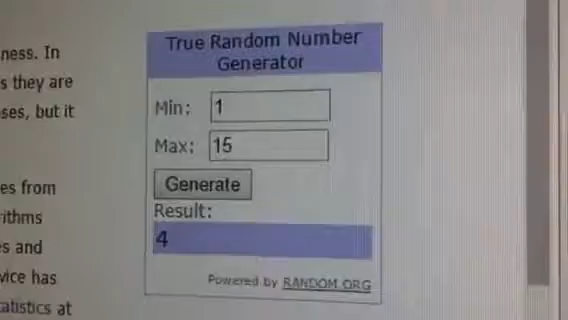 ness. In
s they are
ses, but it
es from
ithms
s and
vice has
atistics at
True Random Number
Generator
Min: 1
Max: 15
Generate
Result:
4
Powered by RANDOM.ORG